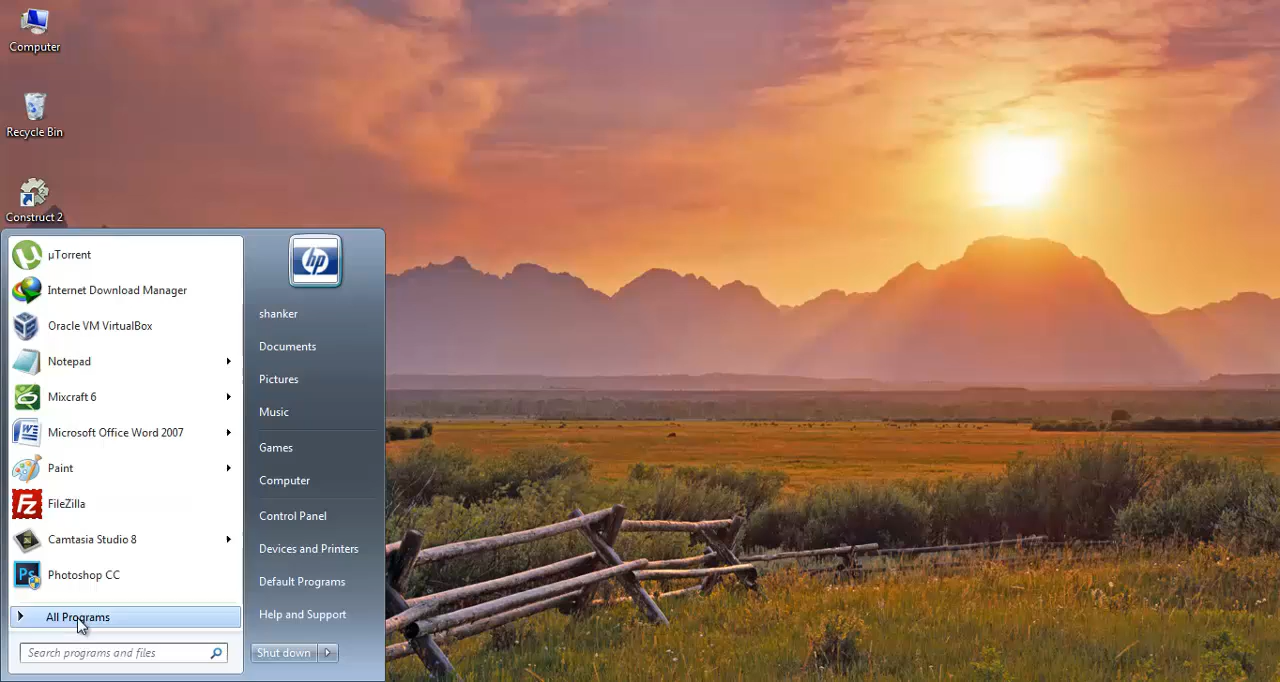 Computer
Recycle Bin
Construct 2
µTorrent
Internet Download Manager
Oracle VM VirtualBox
Notepad
Mixcraft 6
Microsoft Office Word 2007
Paint
FileZilla
Camtasia Studio 8
Photoshop CC
All Programs
Search programs and files
hp
shanker
Documents
Pictures
Music
Games
Computer
Control Panel
Devices and Printers
Default Programs
Help and Support
Shut down